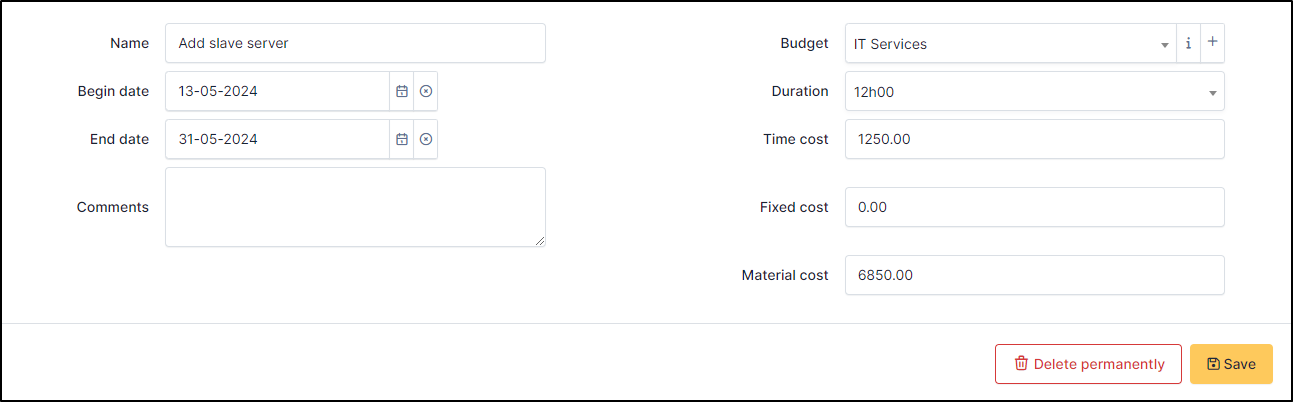 Name Add slave server
Budget IT Services
Begin date 13-05-2024
Duration 12h00
End date 31-05-2024
Time cost 1250.00
Comments
Fixed cost 0.00
Material cost 6850.00
Delete permanently
Save